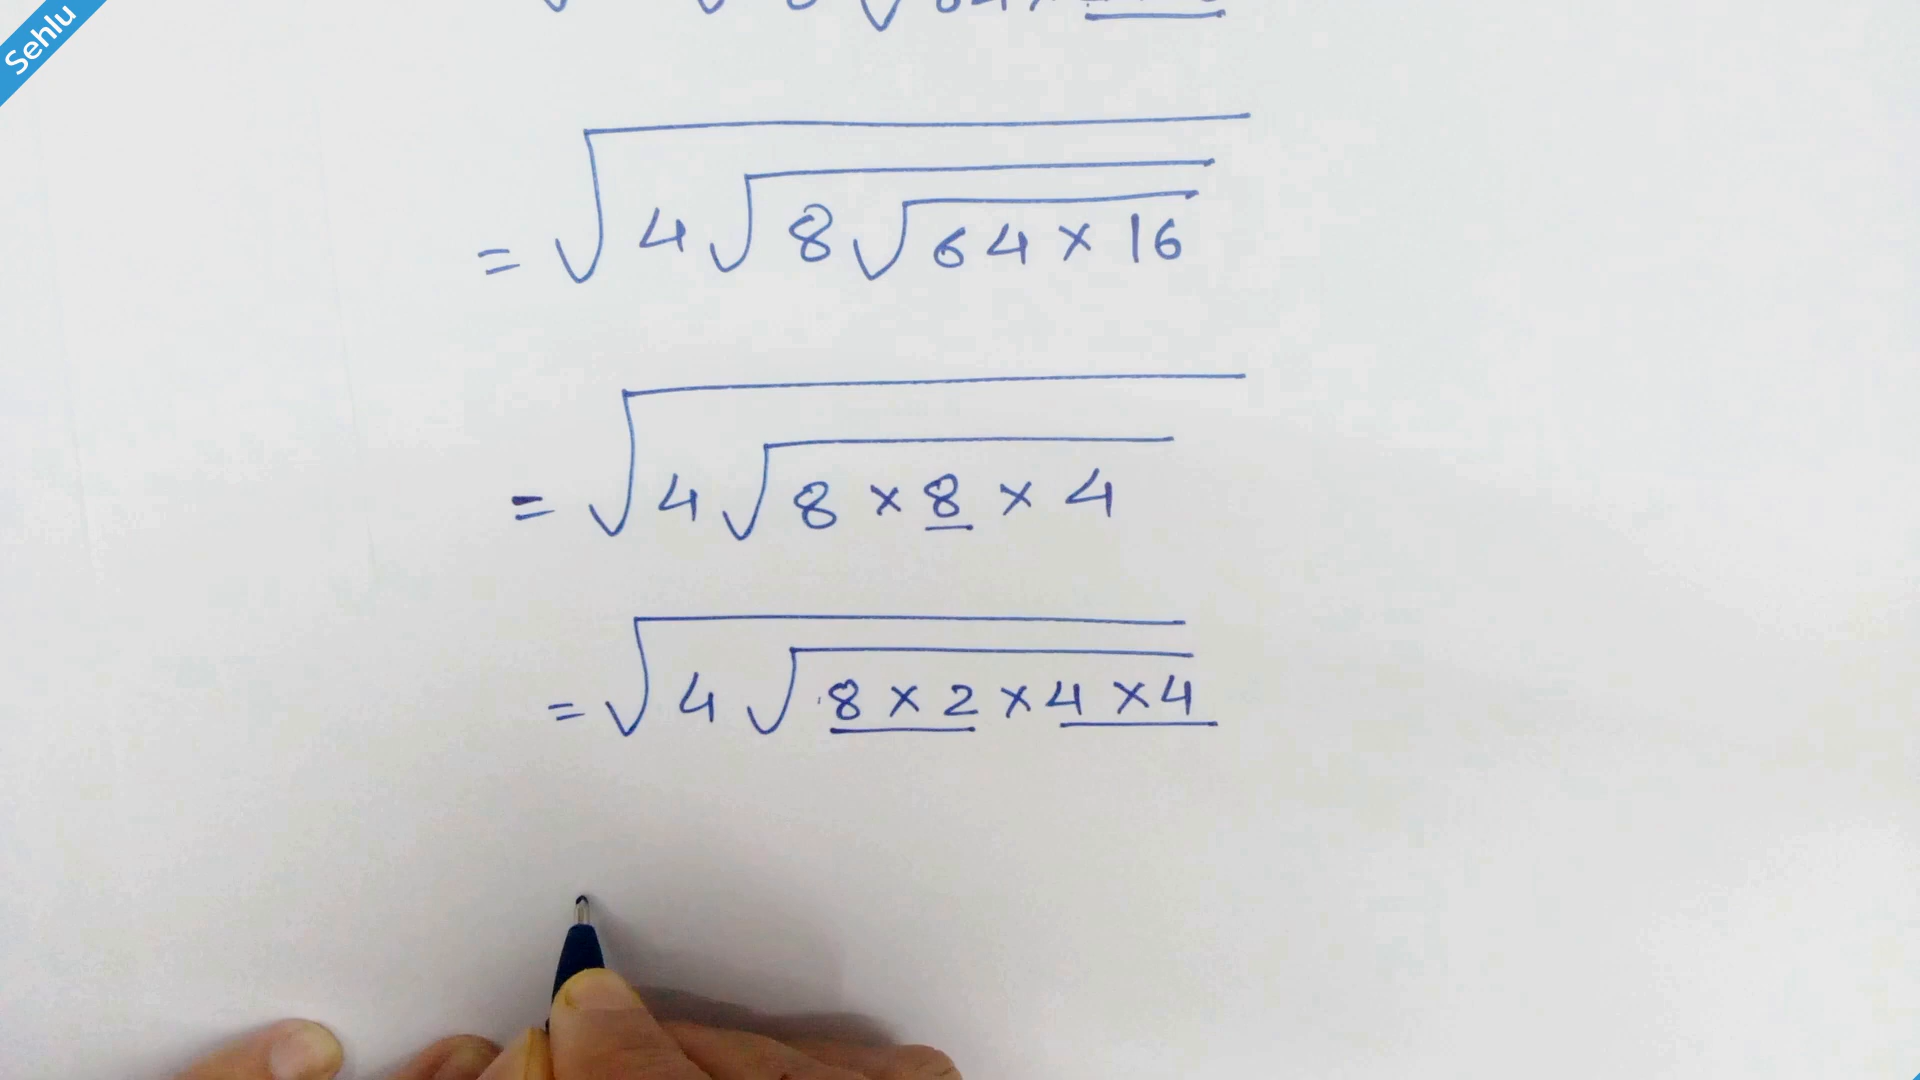 Sehlu
= √4√8√64 × 16
= √4√8 × 8 × 4
= √4√8 × 2 × 4 × 4